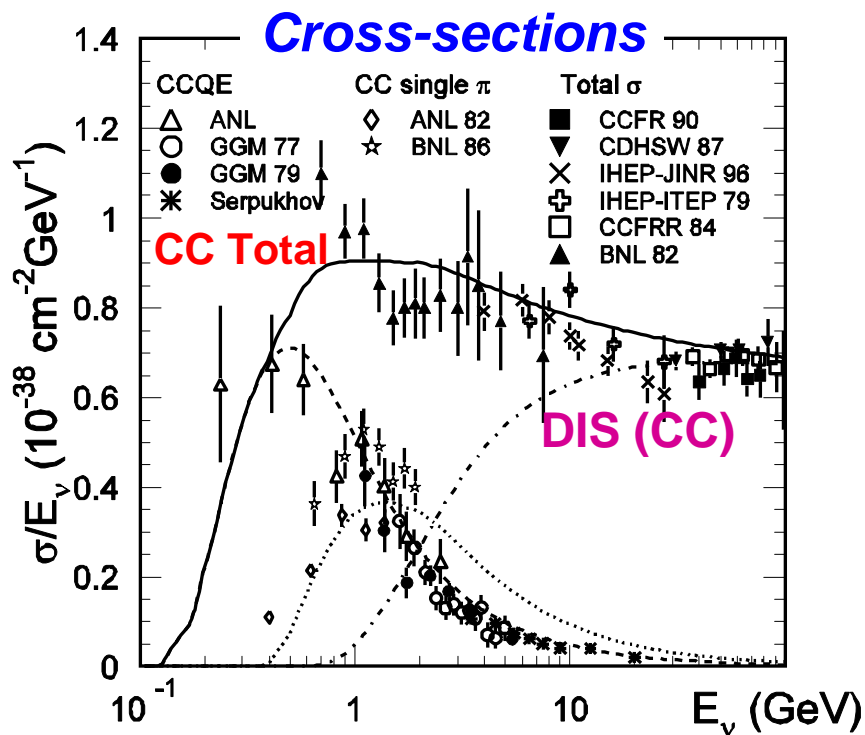 Cross-sections
CCQE
ANL
GGM 77
GGM 79
Serpukhov
CC single π
ANL 82
BNL 86
Total σ
CCFR 90
CDHSW 87
IHEP-JINR 96
IHEP-ITEP 79
CCFRR 84
BNL 82
CC Total
DIS (CC)
σ/Eν (10⁻³⁸ cm⁻²GeV⁻¹)
1.4
1.2
1
0.8
0.6
0.4
0.2
0
10⁻¹
1
10
Eν (GeV)